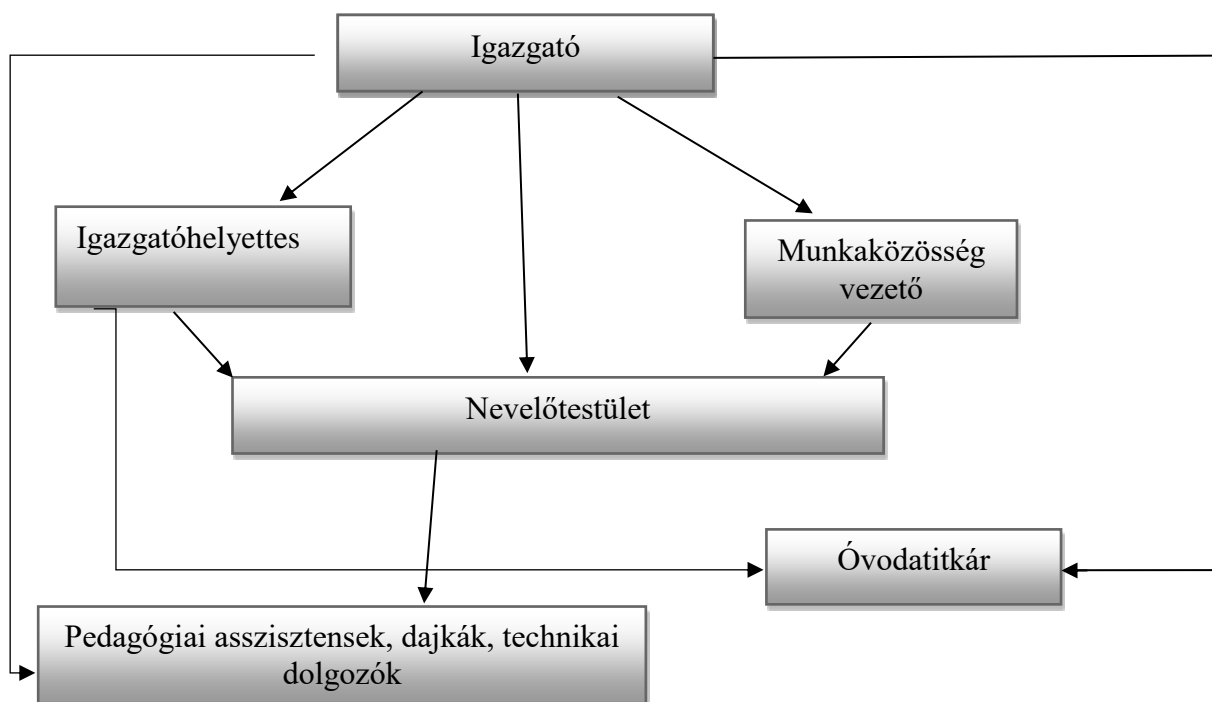 Igazgató
Igazgatóhelyettes
Munkaközösség
vezető
Nevelőtestület
Óvodatitkár
Pedagógiai asszisztensek, dajkák, technikai
dolgozók